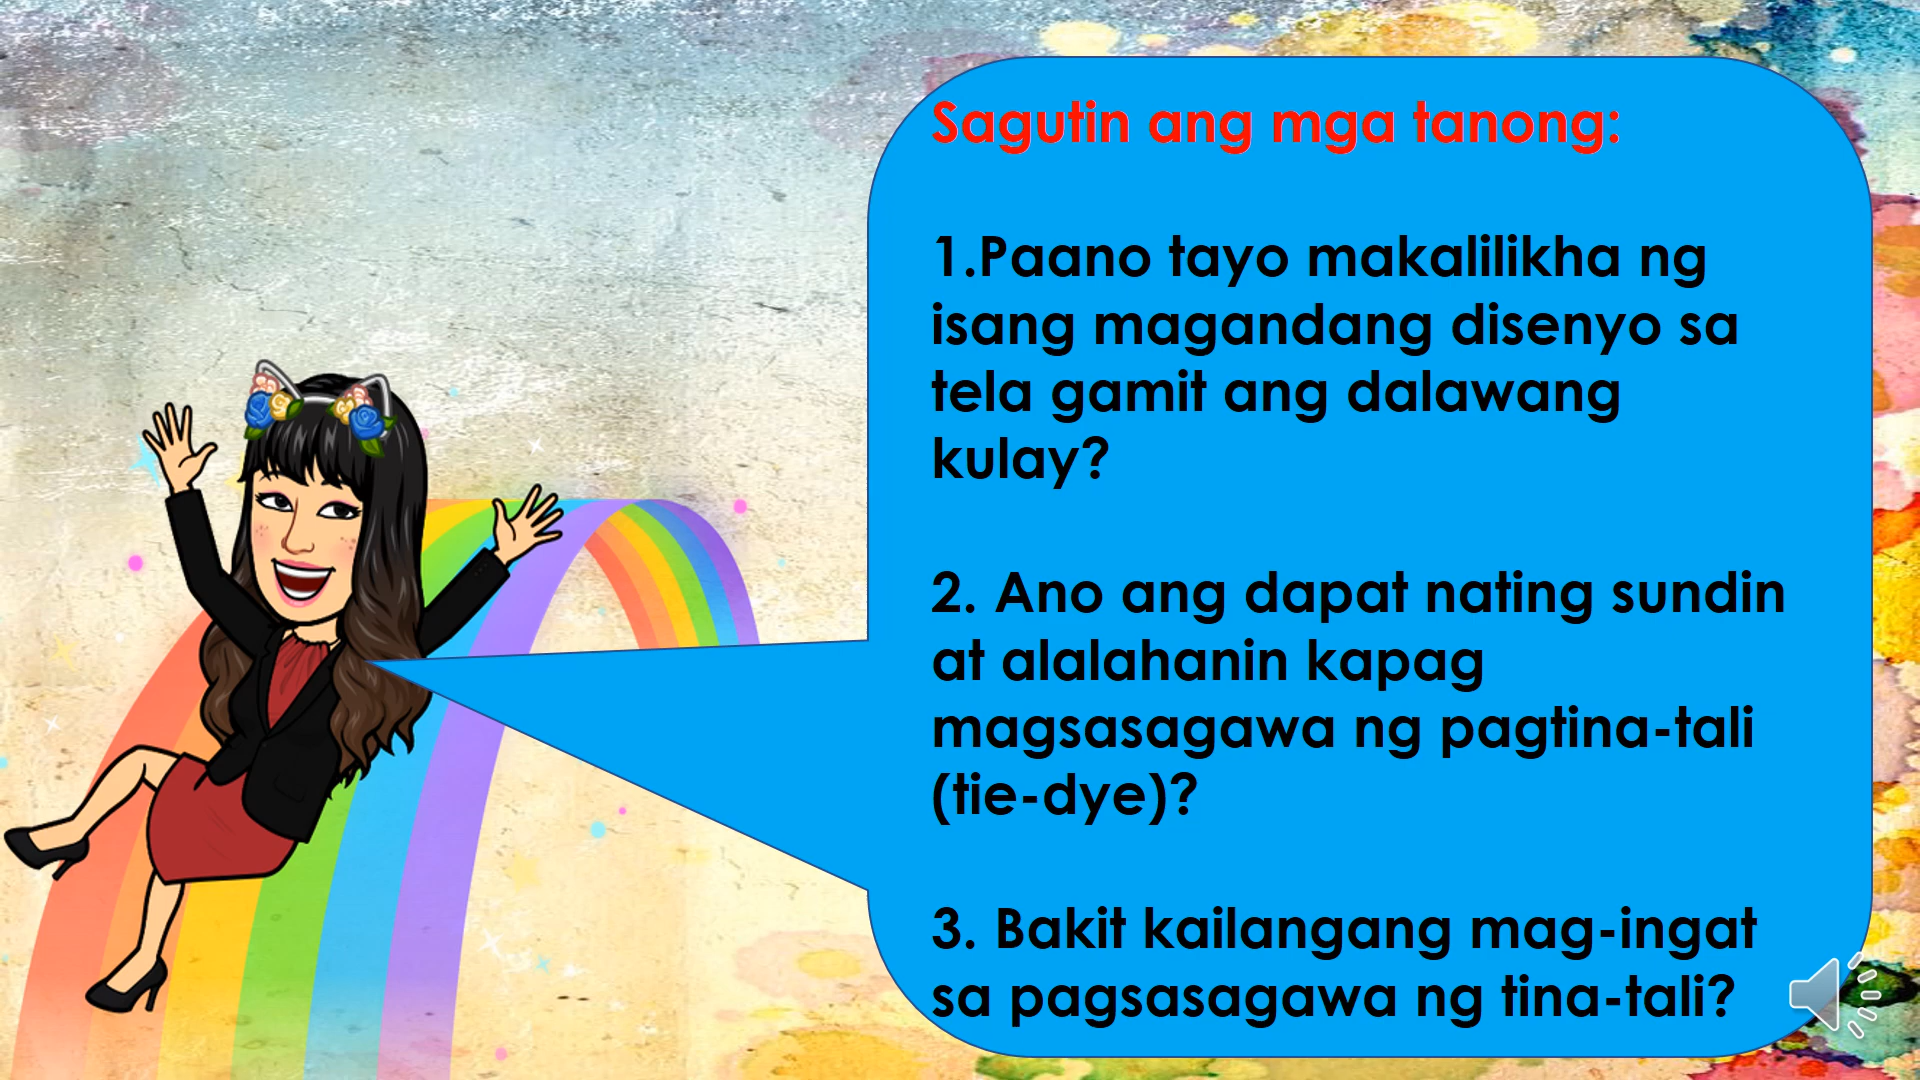 Sagutin ang mga tanong:
1.Paano tayo makalilikha ng
isang magandang disenyo sa
tela gamit ang dalawang
kulay?
2. Ano ang dapat nating sundin
at alalahanin kapag
magsasagawa ng pagtina-tali
(tie-dye)?
3. Bakit kailangang mag-ingat
sa pagsasagawa ng tina-tali?